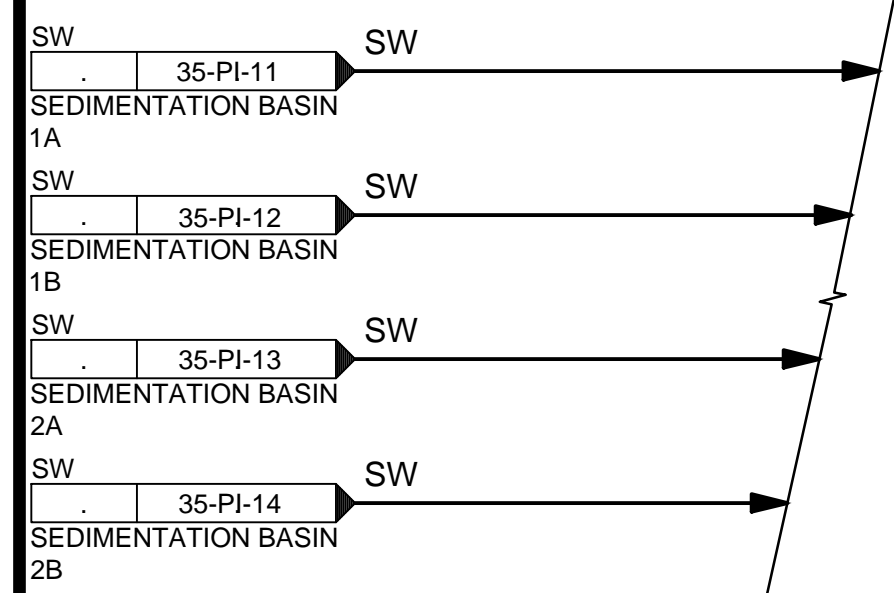 SW
SW
. 35-PI-11
SEDIMENTATION BASIN
1A
SW
SW
. 35-PI-12
SEDIMENTATION BASIN
1B
SW
SW
. 35-PI-13
SEDIMENTATION BASIN
2A
SW
SW
. 35-PI-14
SEDIMENTATION BASIN
2B